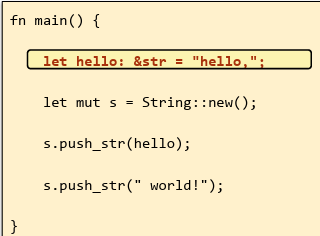 fn main() {
let hello: &str = "hello,";
let mut s = String::new();
s.push_str(hello);
s.push_str(" world!");
}